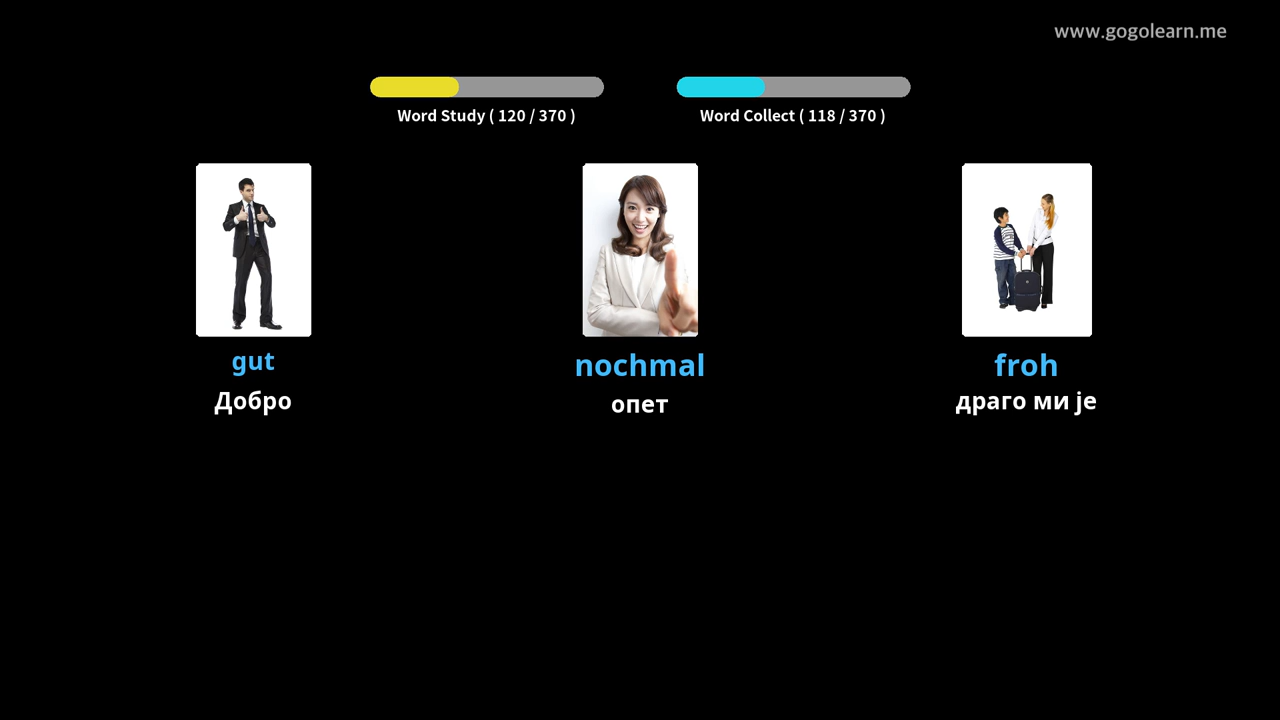 www.gogolearn.me
Word Study ( 120 / 370 )
Word Collect ( 118 / 370 )
gut
nochmal
froh
Добро
опет
драго ми је